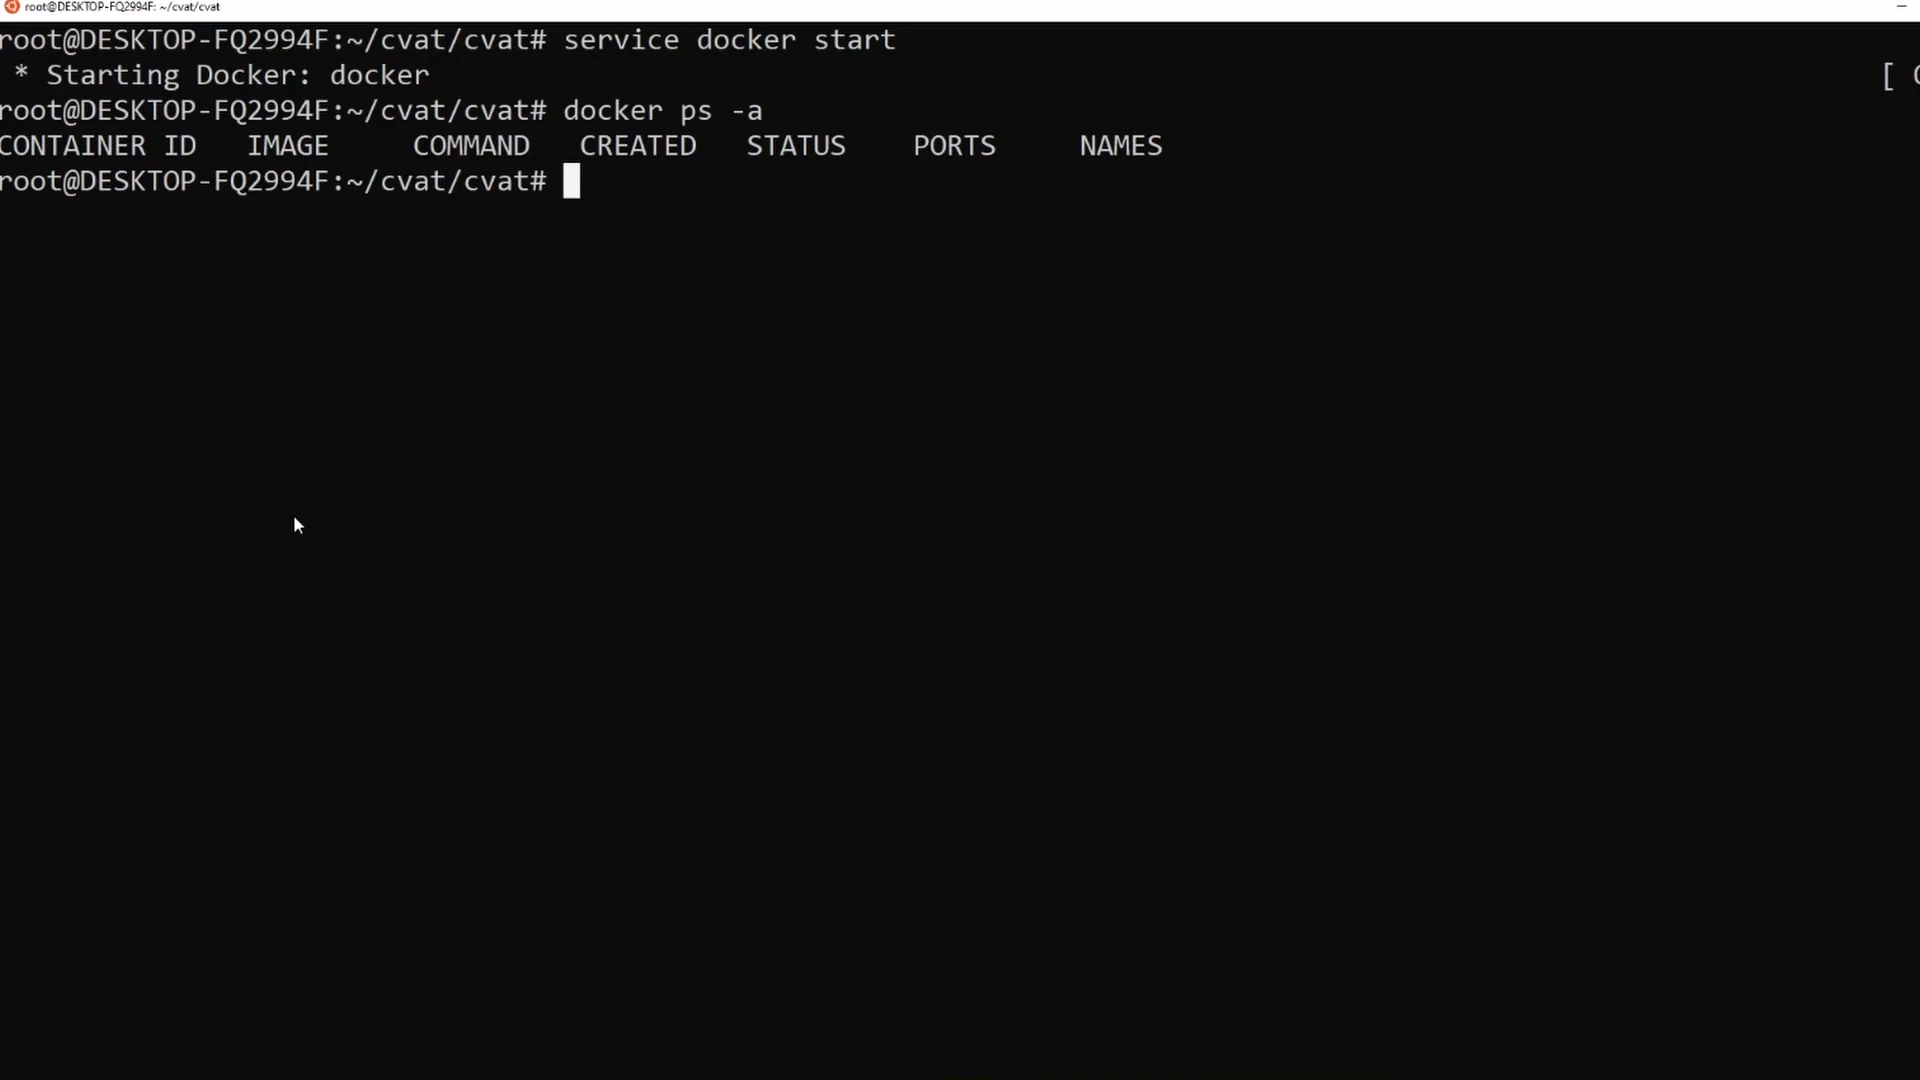 root@DESKTOP-FQ2994F: ~/cvat/cvat
root@DESKTOP-FQ2994F:~/cvat/cvat# service docker start
* Starting Docker: docker [
root@DESKTOP-FQ2994F:~/cvat/cvat# docker ps -a
CONTAINER ID IMAGE COMMAND CREATED STATUS PORTS NAMES
root@DESKTOP-FQ2994F:~/cvat/cvat#